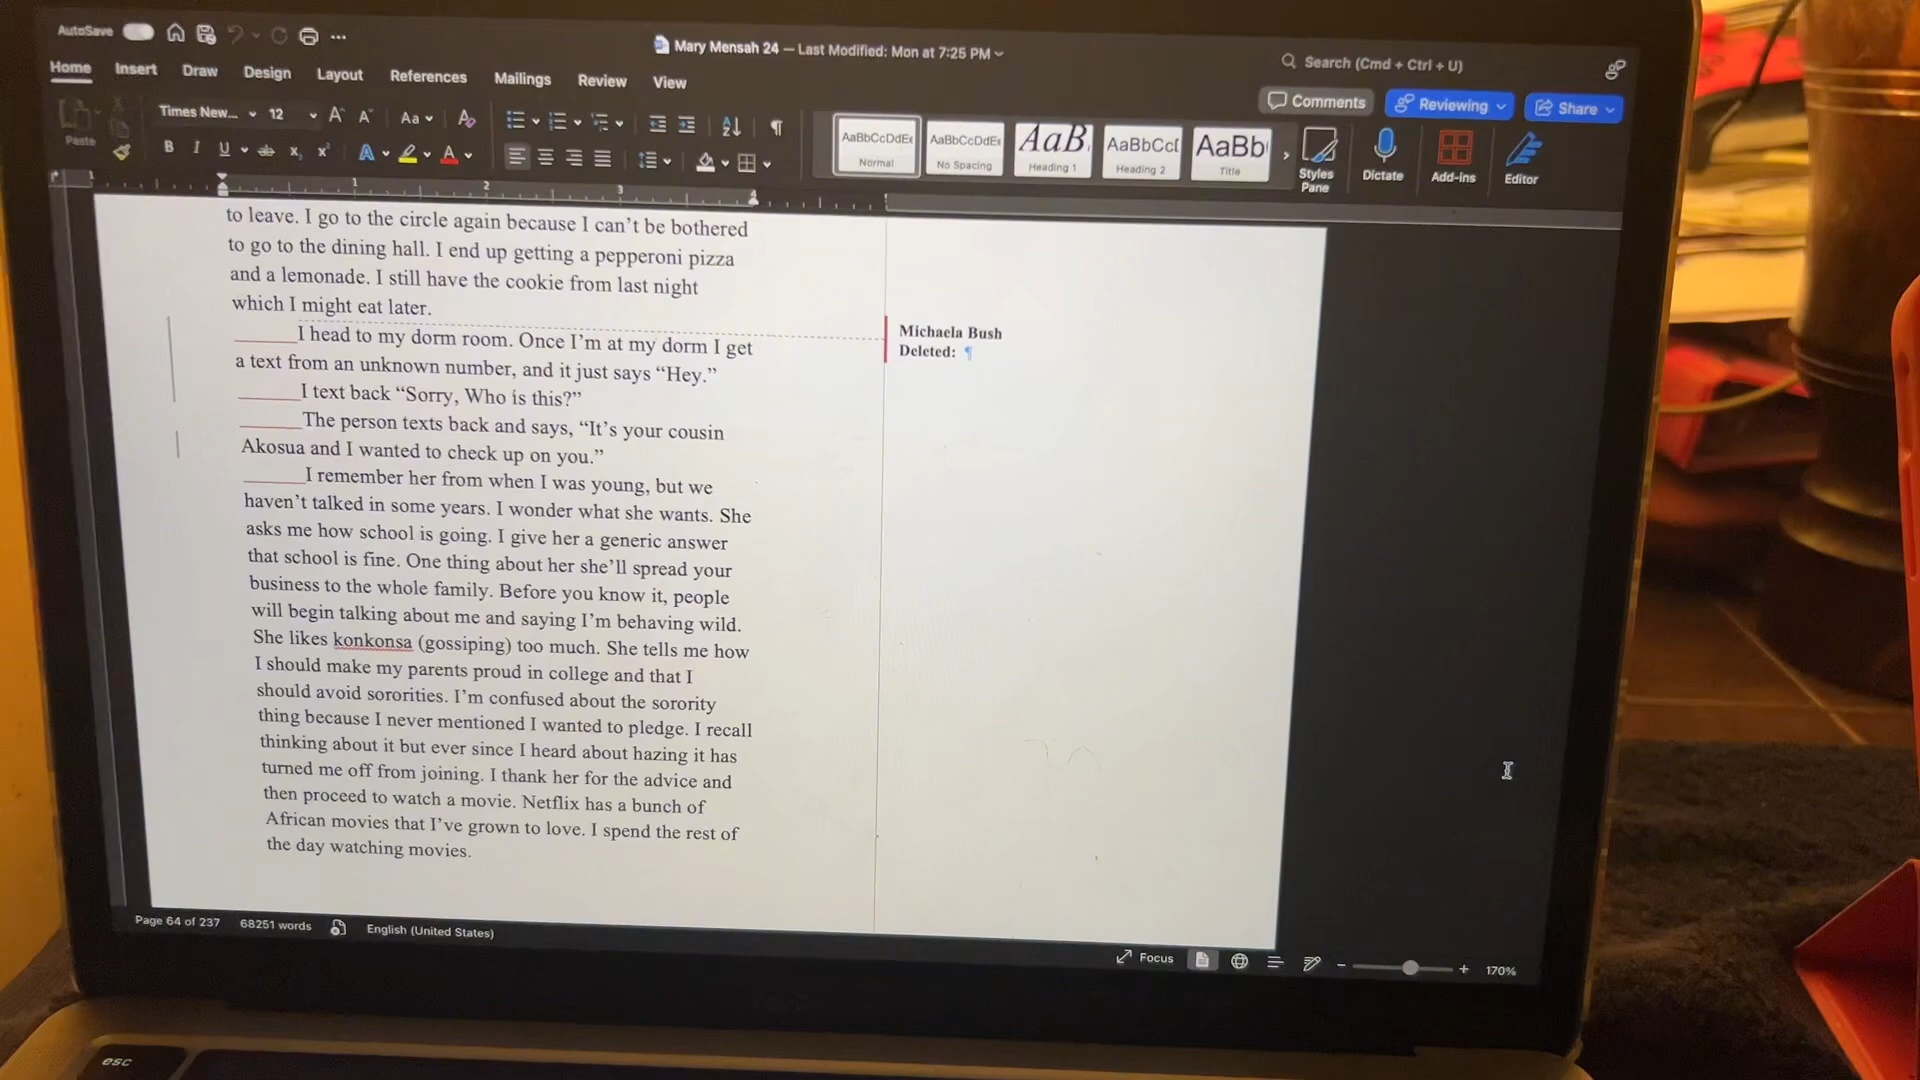 AutoSave
Mary Mensah 24 — Last Modified: Mon at 7:25 PM
Search (Cmd + Ctrl + U)
Home Insert Draw Design Layout References Mailings Review View
Comments Reviewing Share
Paste
Times New... 12 Aa
B I U ab x x A A
AaBbCcDdEe AaBbCcDdEe AaB AaBbCcD AaBb
Normal No Spacing Heading 1 Heading 2 Title
Styles Pane Dictate Add-ins Editor
1 1 2 3 4
to leave. I go to the circle again because I can’t be bothered
to go to the dining hall. I end up getting a pepperoni pizza
and a lemonade. I still have the cookie from last night
which I might eat later.
I head to my dorm room. Once I’m at my dorm I get
a text from an unknown number, and it just says “Hey.”
I text back “Sorry, Who is this?”
The person texts back and says, “It’s your cousin
Akosua and I wanted to check up on you.”
I remember her from when I was young, but we
haven’t talked in some years. I wonder what she wants. She
asks me how school is going. I give her a generic answer
that school is fine. One thing about her she’ll spread your
business to the whole family. Before you know it, people
will begin talking about me and saying I’m behaving wild.
She likes konkonsa (gossiping) too much. She tells me how
I should make my parents proud in college and that I
should avoid sororities. I’m confused about the sorority
thing because I never mentioned I wanted to pledge. I recall
thinking about it but ever since I heard about hazing it has
turned me off from joining. I thank her for the advice and
then proceed to watch a movie. Netflix has a bunch of
African movies that I’ve grown to love. I spend the rest of
the day watching movies.
Michaela Bush
Deleted: ¶
Page 64 of 237 68251 words English (United States)
Focus 170%
esc